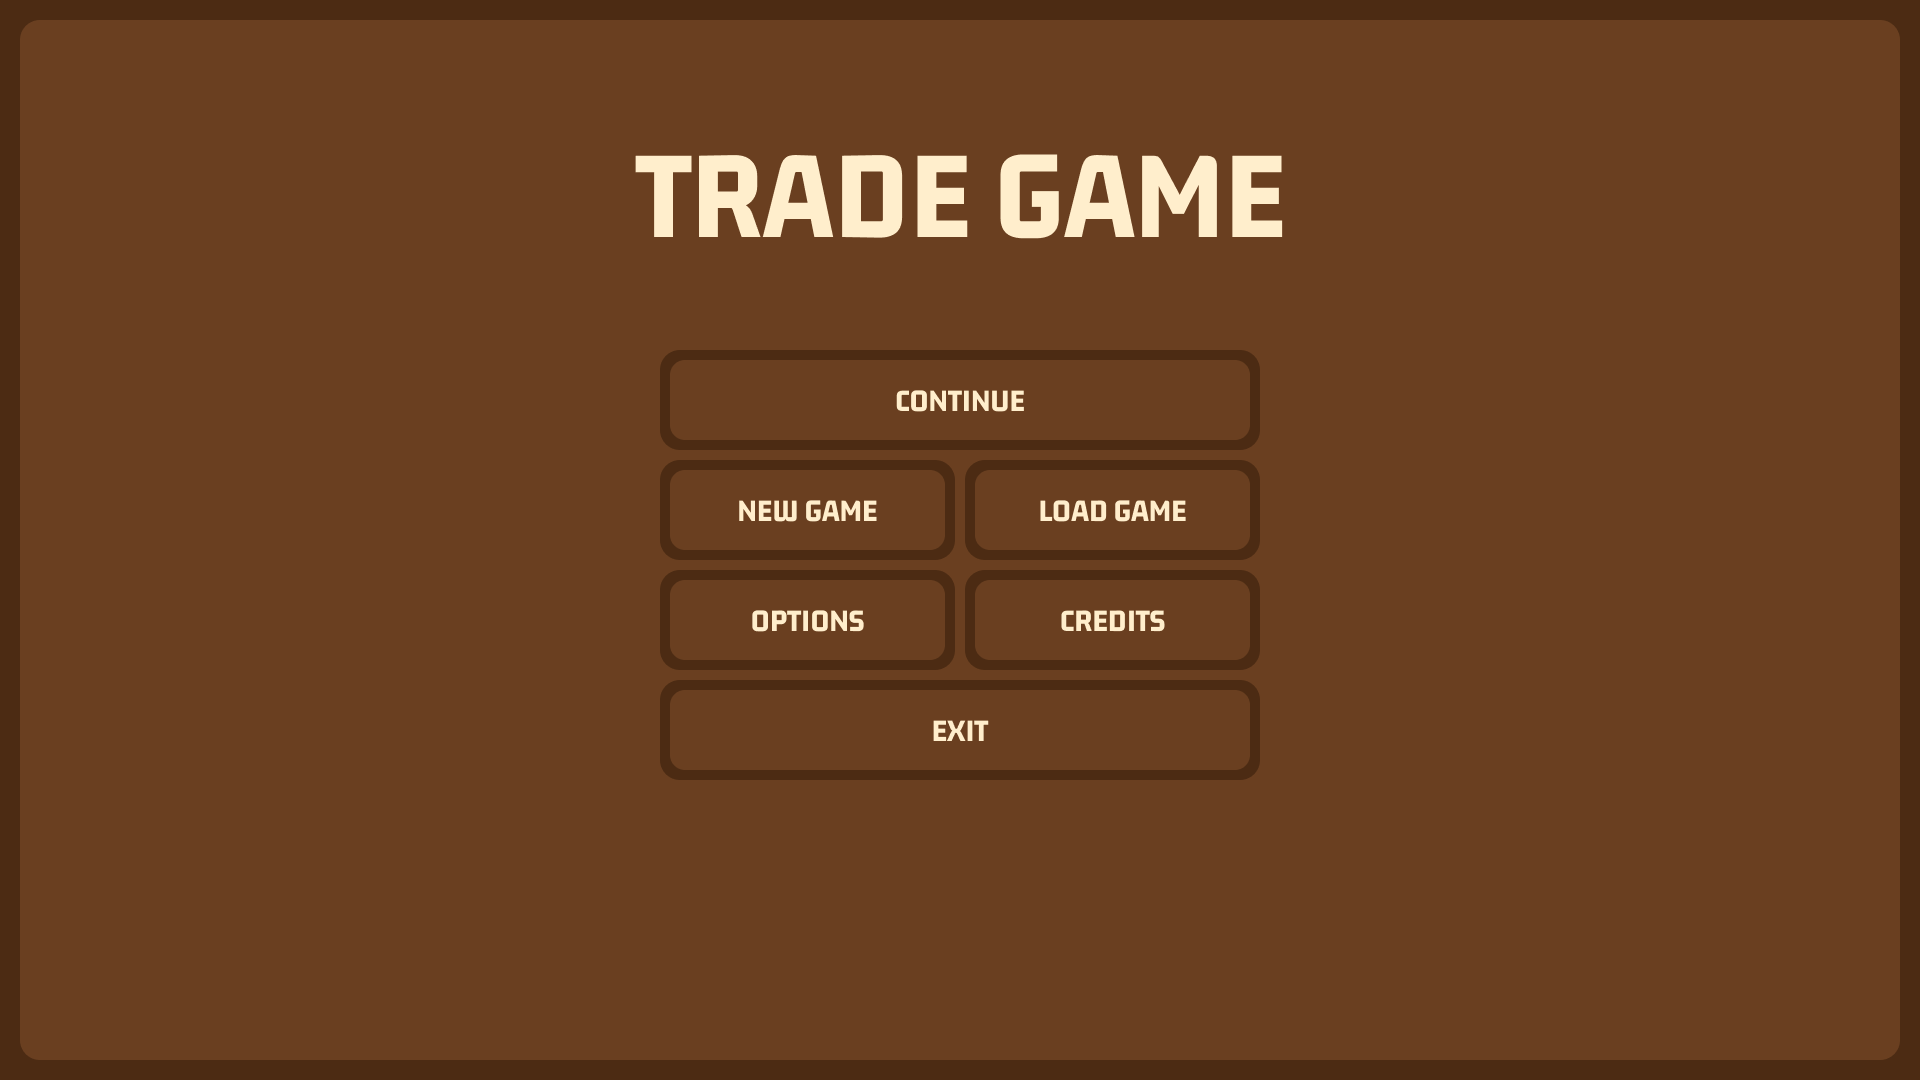 TRADE GAME
CONTINUE
NEW GAME
LOAD GAME
OPTIONS
CREDITS
EXIT